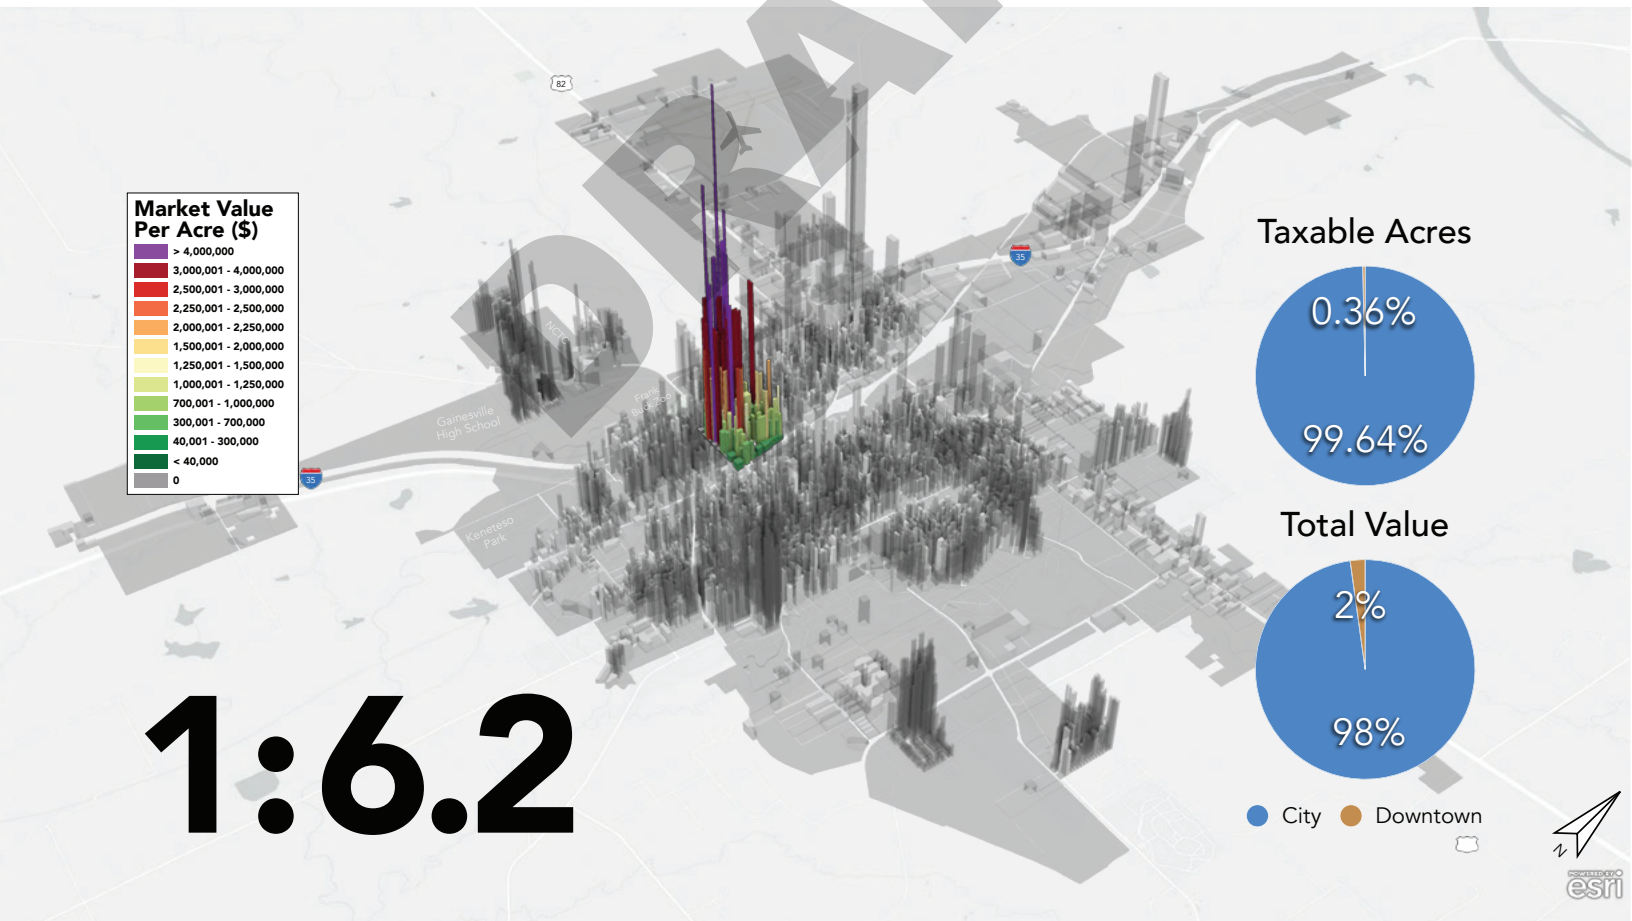 DRA
82
35
Market Value
Per Acre ($)
> 4,000,000
3,000,001 - 4,000,000
2,500,001 - 3,000,000
2,250,001 - 2,500,000
2,000,001 - 2,250,000
1,500,001 - 2,000,000
1,250,001 - 1,500,000
1,000,001 - 1,250,000
700,001 - 1,000,000
300,001 - 700,000
40,001 - 300,000
< 40,000
0
35
Gainesville
High School
Frank
Keneteso
Park
Taxable Acres
0.36%
99.64%
Total Value
2%
98%
City
Downtown
1:6.2
N
POWERED BY
esri